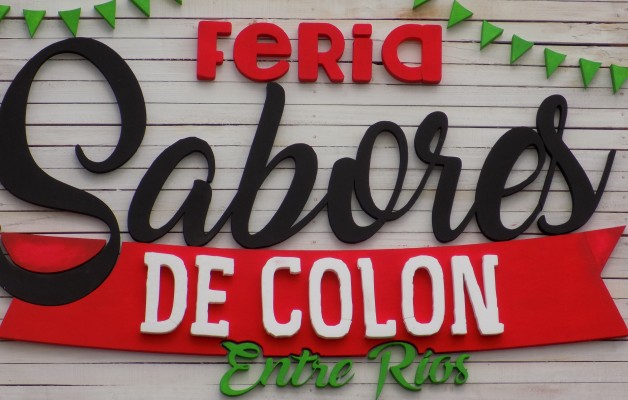 FeRia
Sabores
DE COLON
Entre Ríos